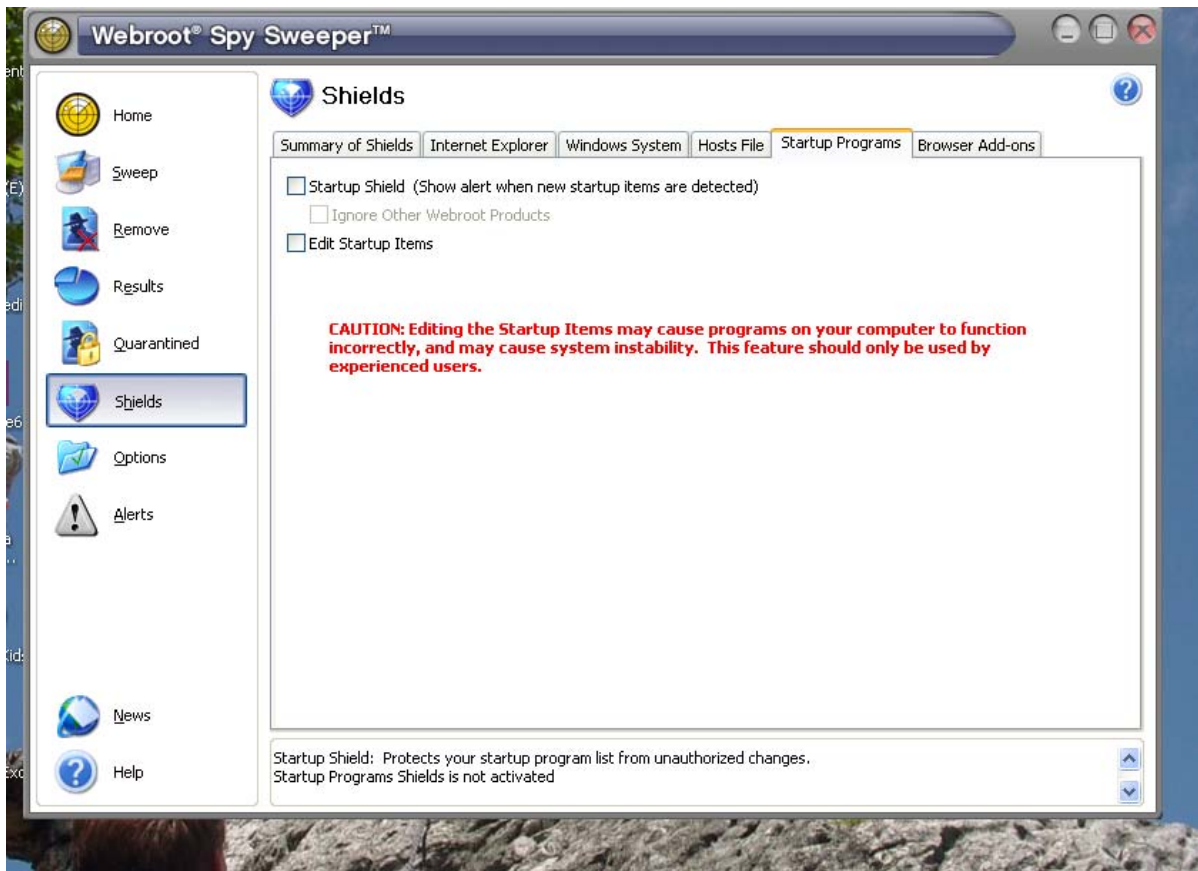 Webroot® Spy Sweeper™
Home
Sweep
Remove
Results
Quarantined
Shields
Options
Alerts
News
Help
Shields
Summary of Shields Internet Explorer Windows System Hosts File Startup Programs Browser Add-ons
Startup Shield (Show alert when new startup items are detected)
Ignore Other Webroot Products
Edit Startup Items
CAUTION: Editing the Startup Items may cause programs on your computer to function
incorrectly, and may cause system instability. This feature should only be used by
experienced users.
Startup Shield: Protects your startup program list from unauthorized changes.
Startup Programs Shields is not activated